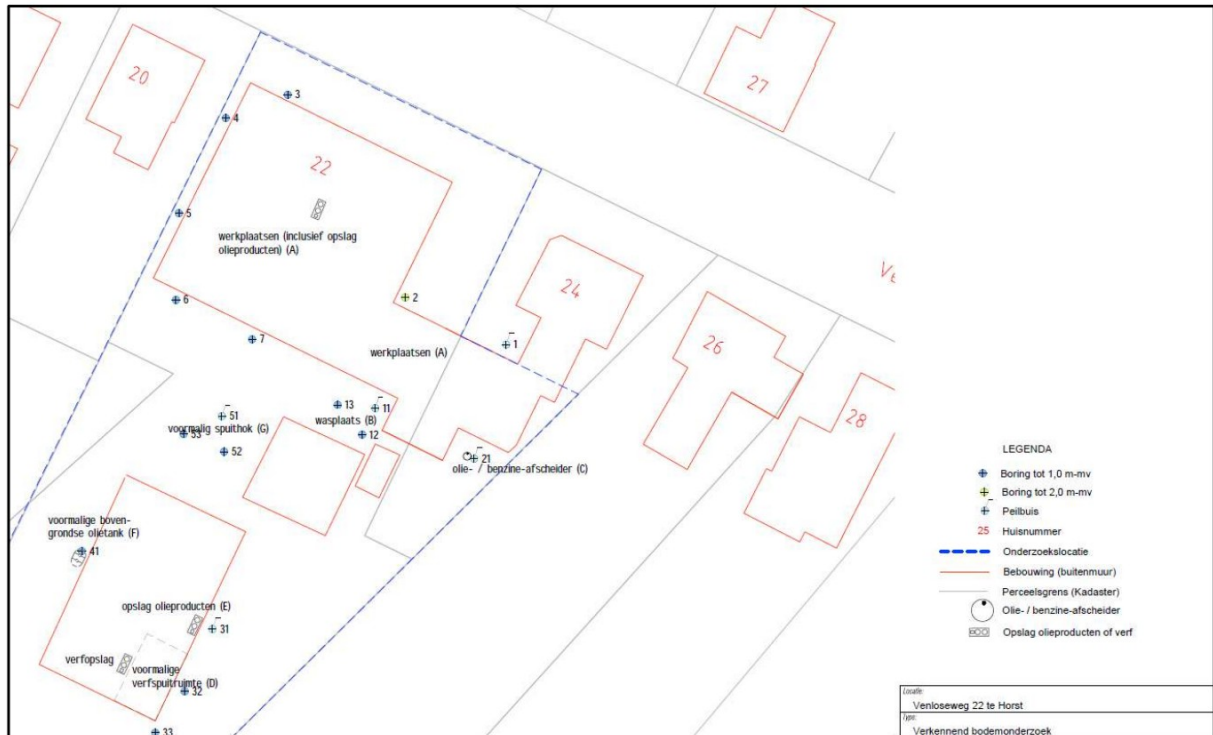 20
27
3
4
22
5
werkplaatsen (inclusief opslag
olieproducten) (A)
6
2
24
7
1
werkplaatsen (A)
26
28
13
11
51
wasplaats (B)
voormalig spuithok (G)
53
12
52
21
olie- / benzine-afscheider (C)
voormalige boven-
grondse olietank (F)
41
opslag olieproducten (E)
31
verfopslag
voormalige
verfspuitruimte (D)
32
33
LEGENDA
Boring tot 1,0 m-mv
Boring tot 2,0 m-mv
Peilbuis
25 Huisnummer
Onderzoekslocatie
Bebouwing (buitenmuur)
Perceelsgrens (Kadaster)
Olie- / benzine-afscheider
Opslag olieproducten of verf
Locatie:
Venloseweg 22 te Horst
Type:
Verkennend bodemonderzoek